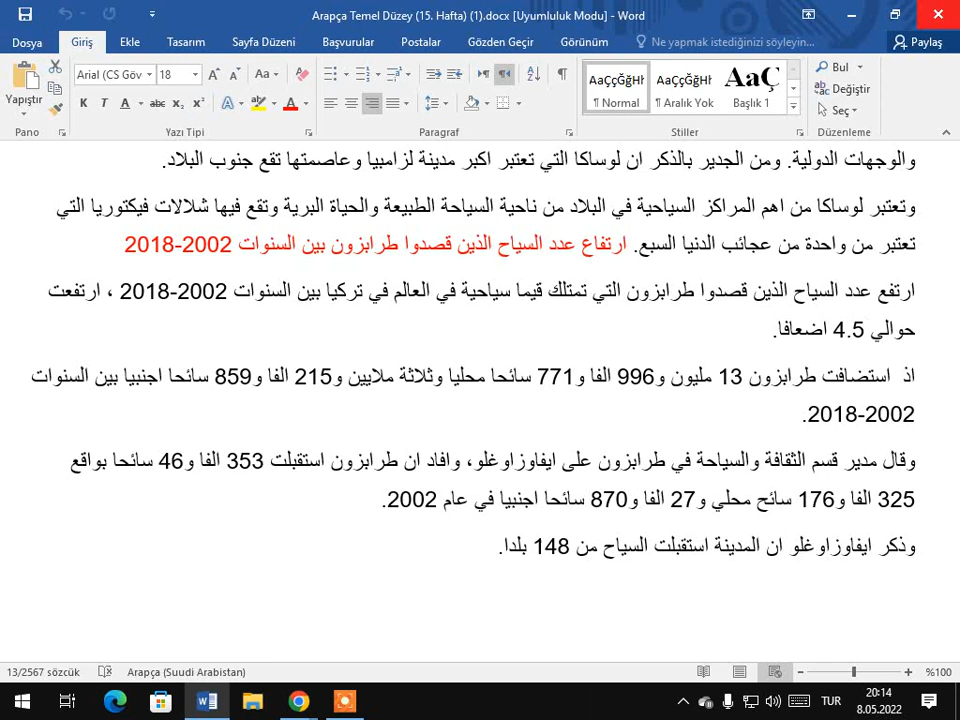 Arapça Temel Düzey (15. Hafta) (1).docx [Uyumluluk Modu] - Word
Dosya Giriş Ekle Tasarım Sayfa Düzeni Başvurular Postalar Gözden Geçir Görünüm Ne yapmak istediğinizi söyleyin... Paylaş
Yapıştır
Arial (CS Göv 18
K T A abc x₂ x²
AaÇçĞğHł AaÇçĞğHł AaÇ
¶ Normal ¶ Aralık Yok Başlık 1
Bul
Değiştir
Seç
Pano Yazı Tipi Paragraf Stiller Düzenleme
والوجهات الدولية. ومن الجدير بالذكر ان لوساكا التي تعتبر اكبر مدينة لزامبيا وعاصمتها تقع جنوب البلاد.
وتعتبر لوساكا من اهم المراكز السياحية في البلاد من ناحية السياحة الطبيعة والحياة البرية وتقع فيها شلالات فيكتوريا التي
تعتبر من واحدة من عجائب الدنيا السبع. ارتفاع عدد السياح الذين قصدوا طرابزون بين السنوات 2002-2018
ارتفع عدد السياح الذين قصدوا طرابزون التي تمتلك قيما سياحية في العالم في تركيا بين السنوات 2002-2018 ، ارتفعت
حوالي 4.5 اضعافا.
اذ استضافت طرابزون 13 مليون و996 الفا و771 سائحا محليا وثلاثة ملايين و215 الفا و859 سائحا اجنبيا بين السنوات
2002-2018.
وقال مدير قسم الثقافة والسياحة في طرابزون على ايفاوزاوغلو، وافاد ان طرابزون استقبلت 353 الفا و46 سائحا بواقع
325 الفا و176 سائح محلي و27 الفا و870 سائحا اجنبيا في عام 2002.
وذكر ايفاوزاوغلو ان المدينة استقبلت السياح من 148 بلدا.
13/2567 sözcük Arapça (Suudi Arabistan) %100
TUR 20:14
8.05.2022